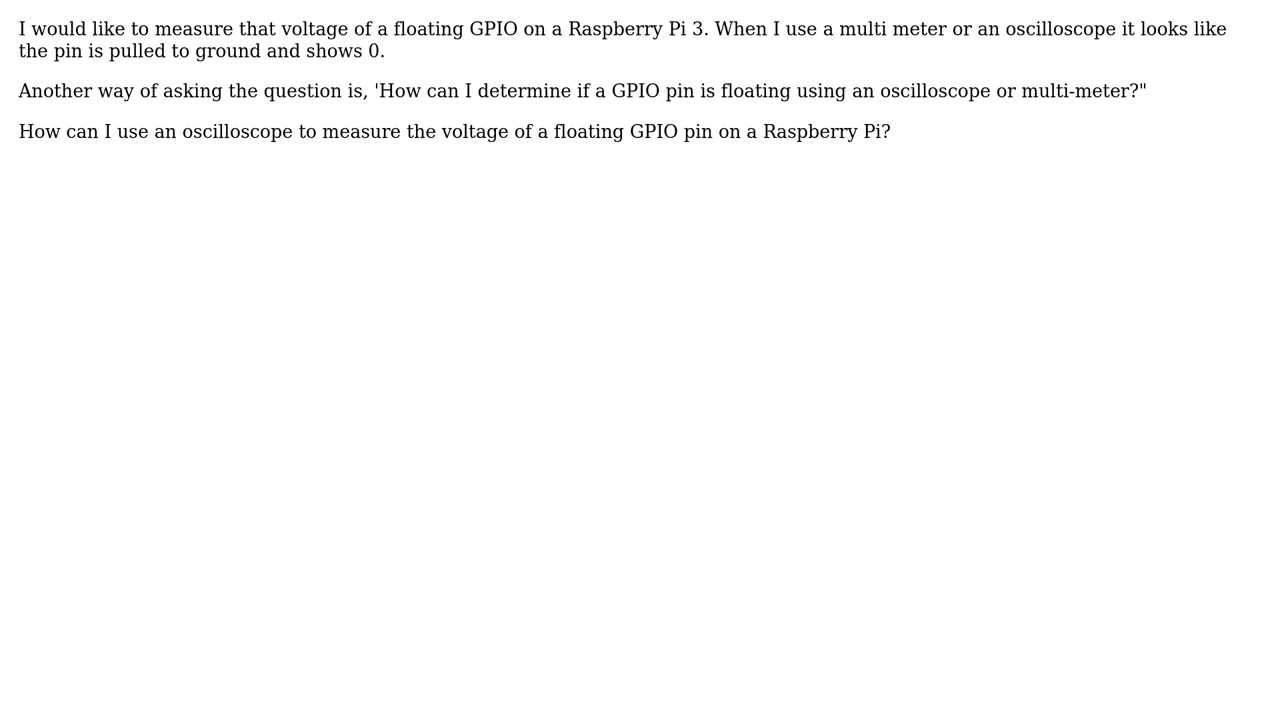 I would like to measure that voltage of a floating GPIO on a Raspberry Pi 3. When I use a multi meter or an oscilloscope it looks like
the pin is pulled to ground and shows 0.
Another way of asking the question is, 'How can I determine if a GPIO pin is floating using an oscilloscope or multi-meter?"
How can I use an oscilloscope to measure the voltage of a floating GPIO pin on a Raspberry Pi?